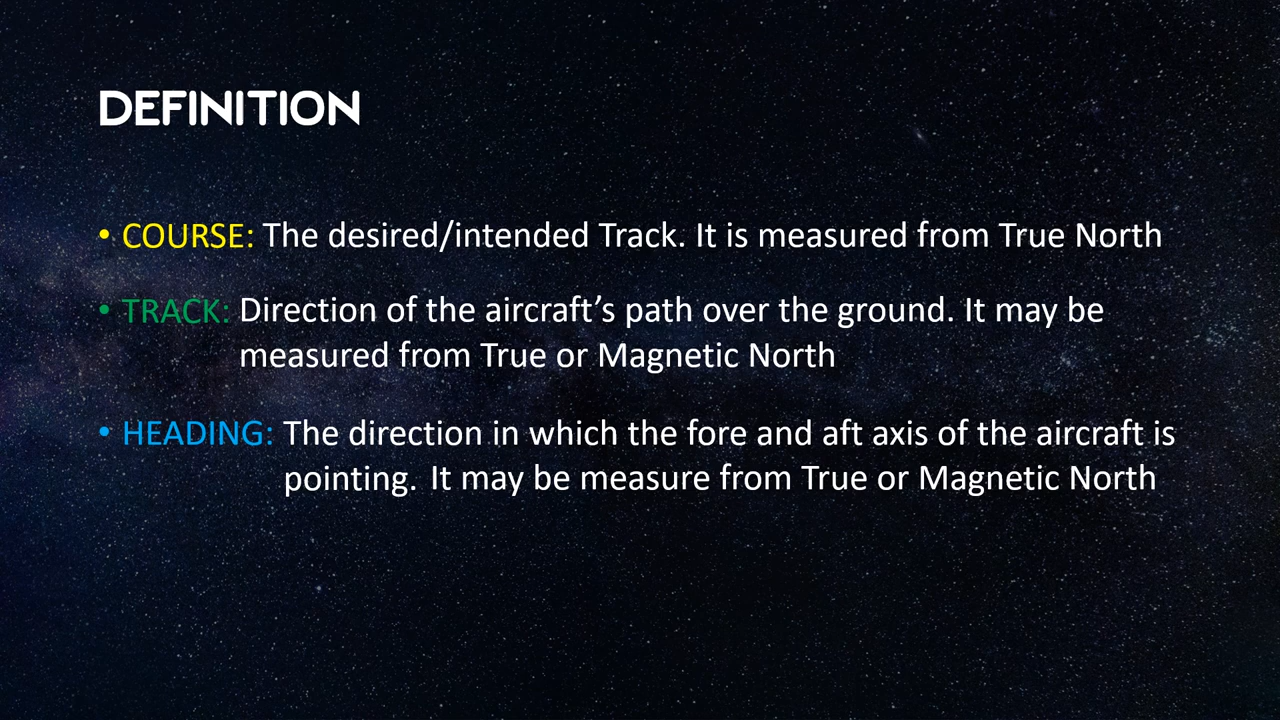 DEFINITION
• COURSE: The desired/intended Track. It is measured from True North
• TRACK: Direction of the aircraft’s path over the ground. It may be
measured from True or Magnetic North
• HEADING: The direction in which the fore and aft axis of the aircraft is
pointing. It may be measure from True or Magnetic North